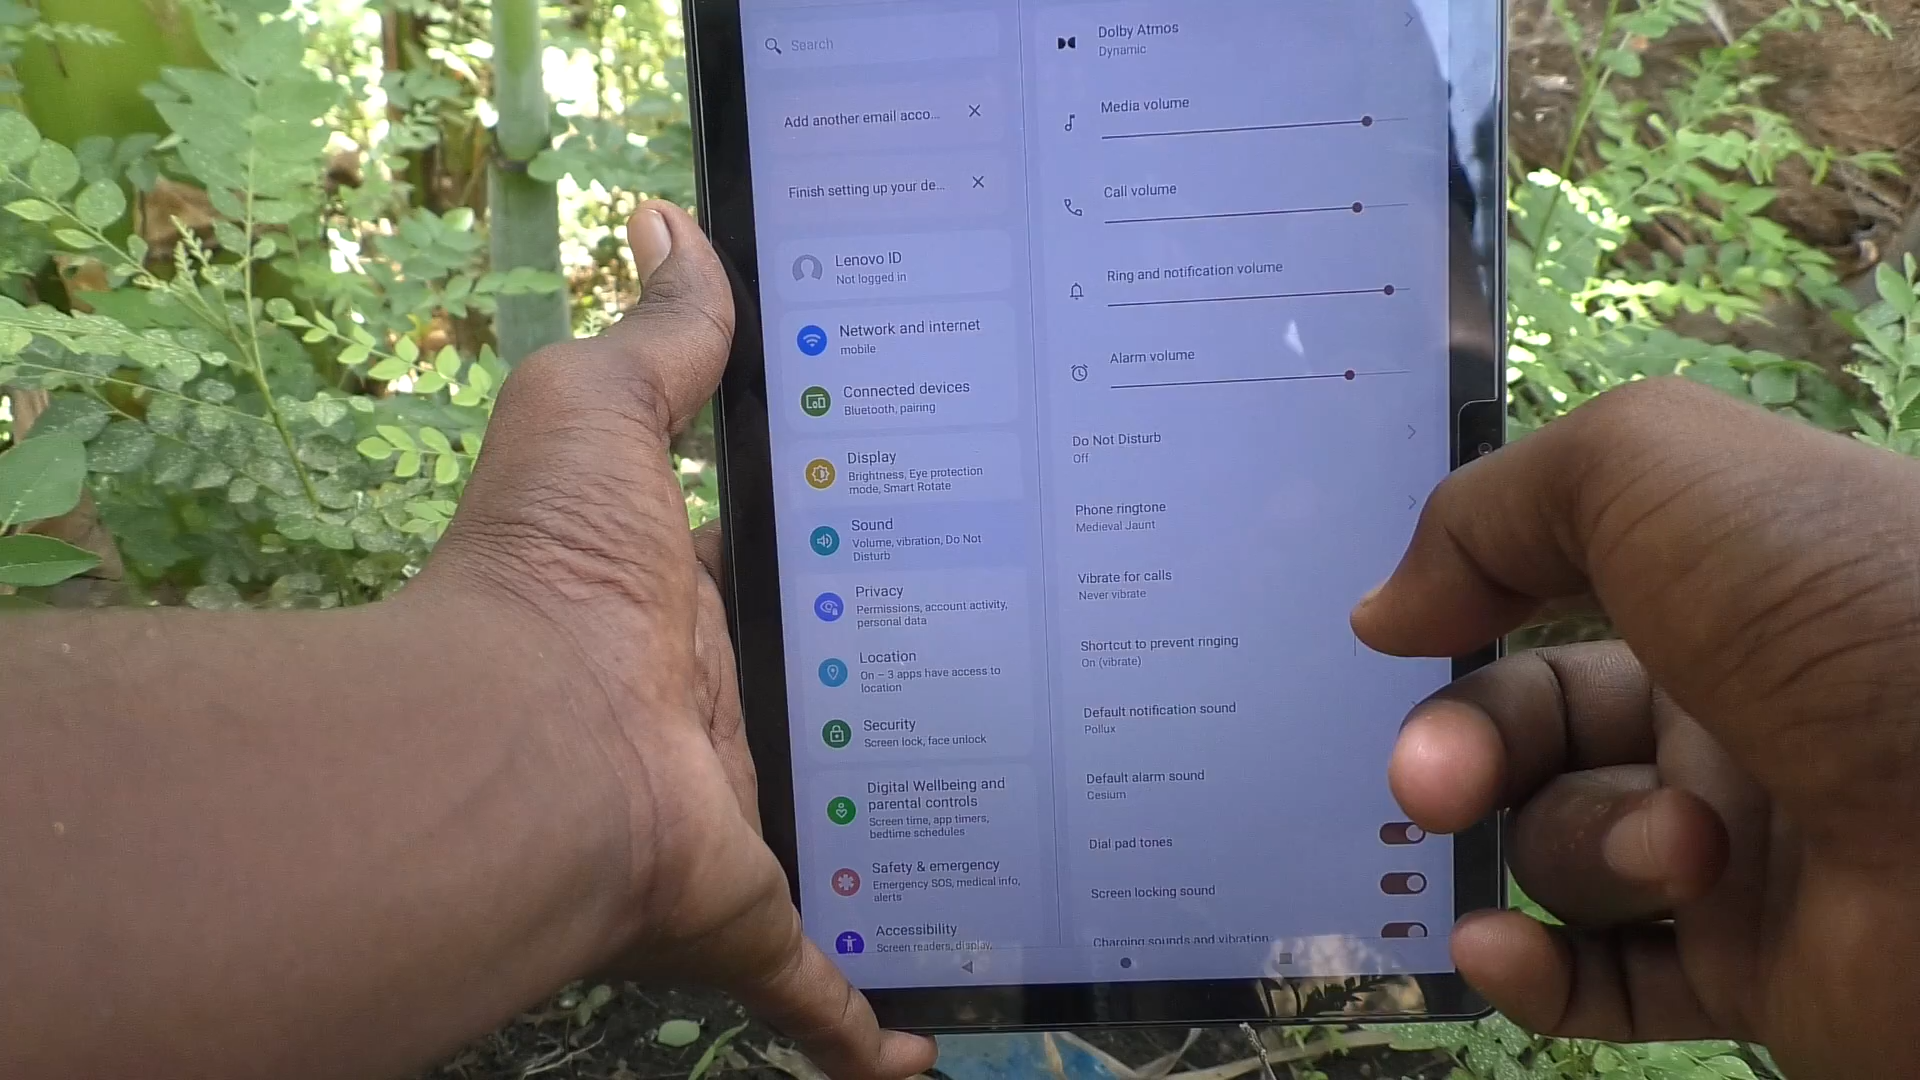 Search
Add another email acco...
Finish setting up your de...
Lenovo ID
Not logged in
Network and internet
mobile
Connected devices
Bluetooth, pairing
Display
Brightness, Eye protection
mode, Smart Rotate
Sound
Volume, vibration, Do Not
Disturb
Privacy
Permissions, account activity,
personal data
Location
On – 3 apps have access to
location
Security
Screen lock, face unlock
Digital Wellbeing and
parental controls
Screen time, app timers,
bedtime schedules
Safety & emergency
Emergency SOS, medical info,
alerts
Accessibility
Screen readers, display,
Dolby Atmos
Dynamic
Media volume
Call volume
Ring and notification volume
Alarm volume
Do Not Disturb
Off
Phone ringtone
Medieval Jaunt
Vibrate for calls
Never vibrate
Shortcut to prevent ringing
On (vibrate)
Default notification sound
Pollux
Default alarm sound
Cesium
Dial pad tones
Screen locking sound
Charging sounds and vibration